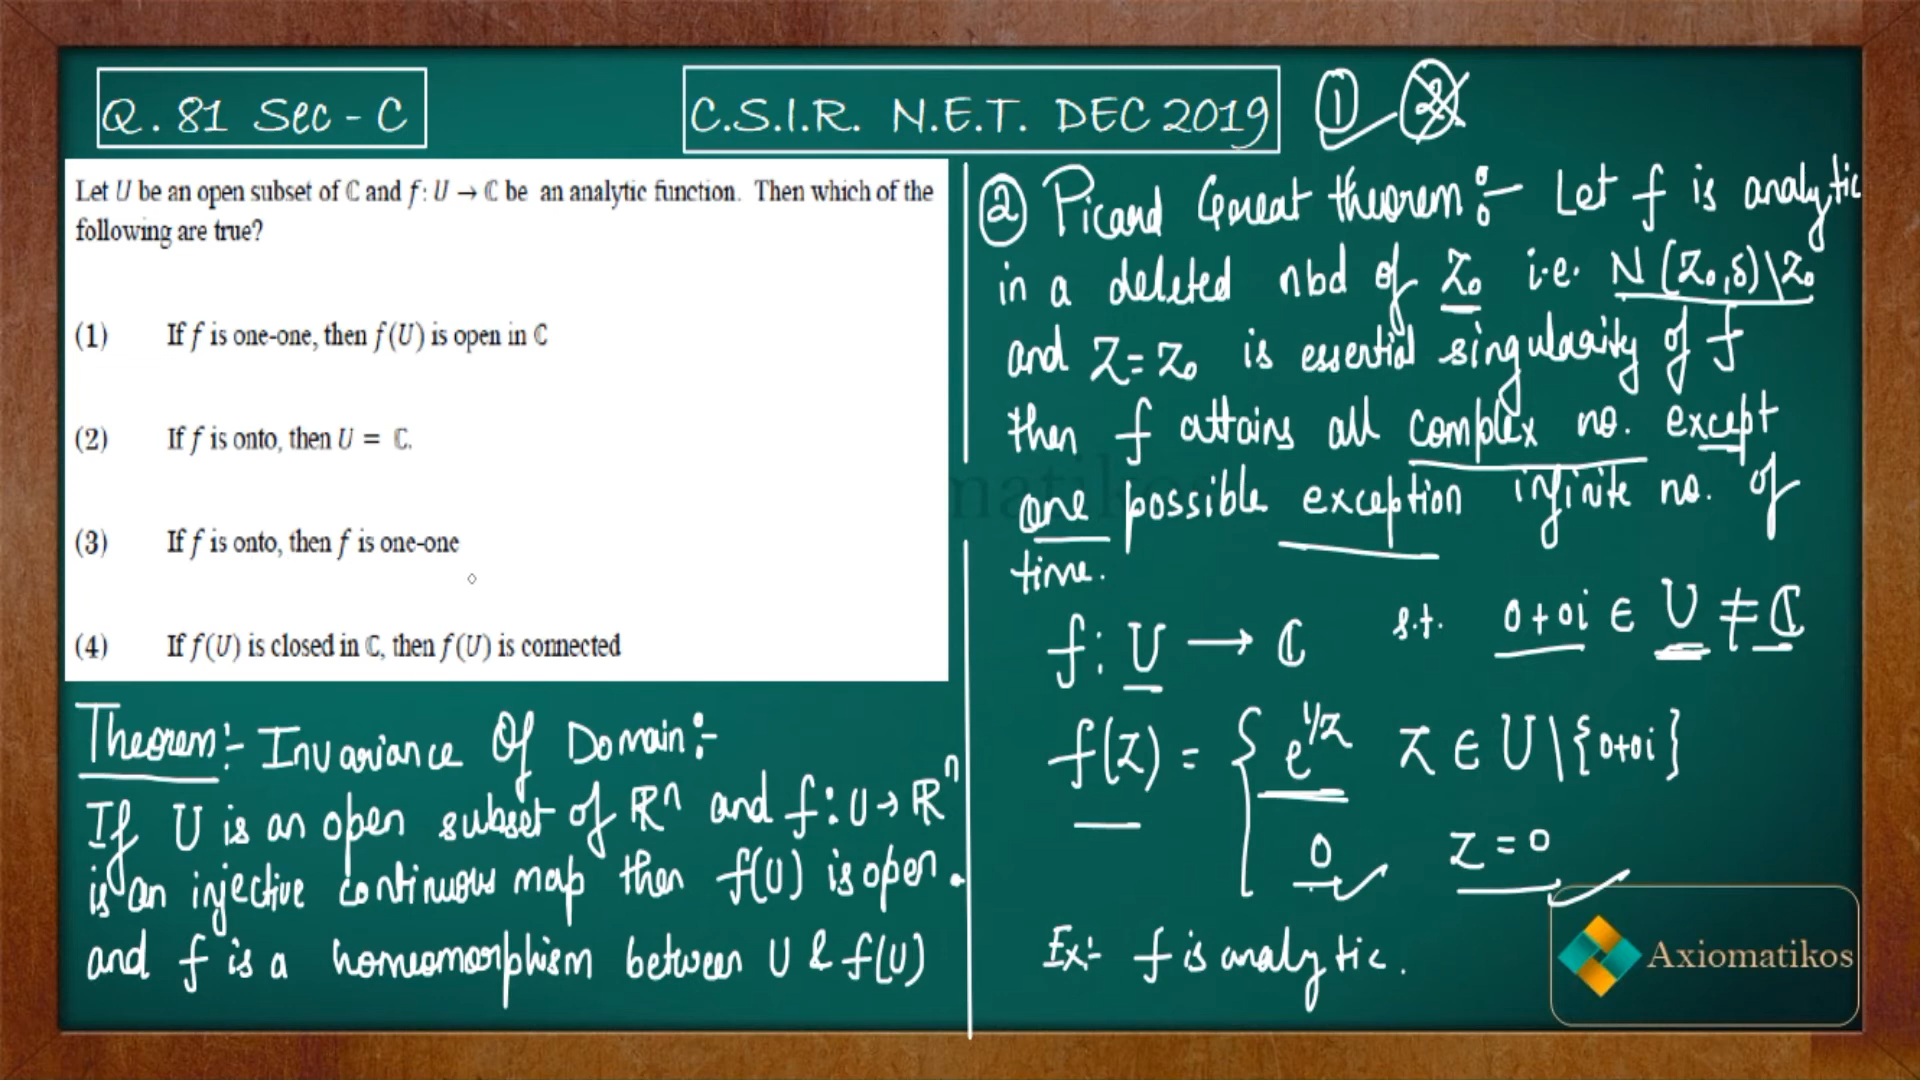 Q. 81 Sec - C
C.S.I.R. N.E.T. DEC 2019
① ②
Let U be an open subset of ℂ and f: U → ℂ be an analytic function. Then which of the
following are true?
(1) If f is one-one, then f(U) is open in ℂ
(2) If f is onto, then U = ℂ.
(3) If f is onto, then f is one-one
(4) If f(U) is closed in ℂ, then f(U) is connected
Theorem:- Invariance Of Domain:-
If U is an open subset of ℝⁿ and f: U → ℝⁿ
is an injective continuous map then f(U) is open.
and f is a homeomorphism between U & f(U)
② Picard Great theorem:- Let f is analytic
in a deleted nbd of Z₀ i.e. N(Z₀,δ)\Z₀
and Z = Z₀ is essential singularity of f
then f attains all complex no. except
one possible exception infinite no. of
time.
f: U → ℂ s.t. 0+0i ∈ U ≠ ℂ
f(z) = { e^1/z z ∈ U \ {0+0i}
0 z = 0
Ex:- f is analytic.
Axiomatikos